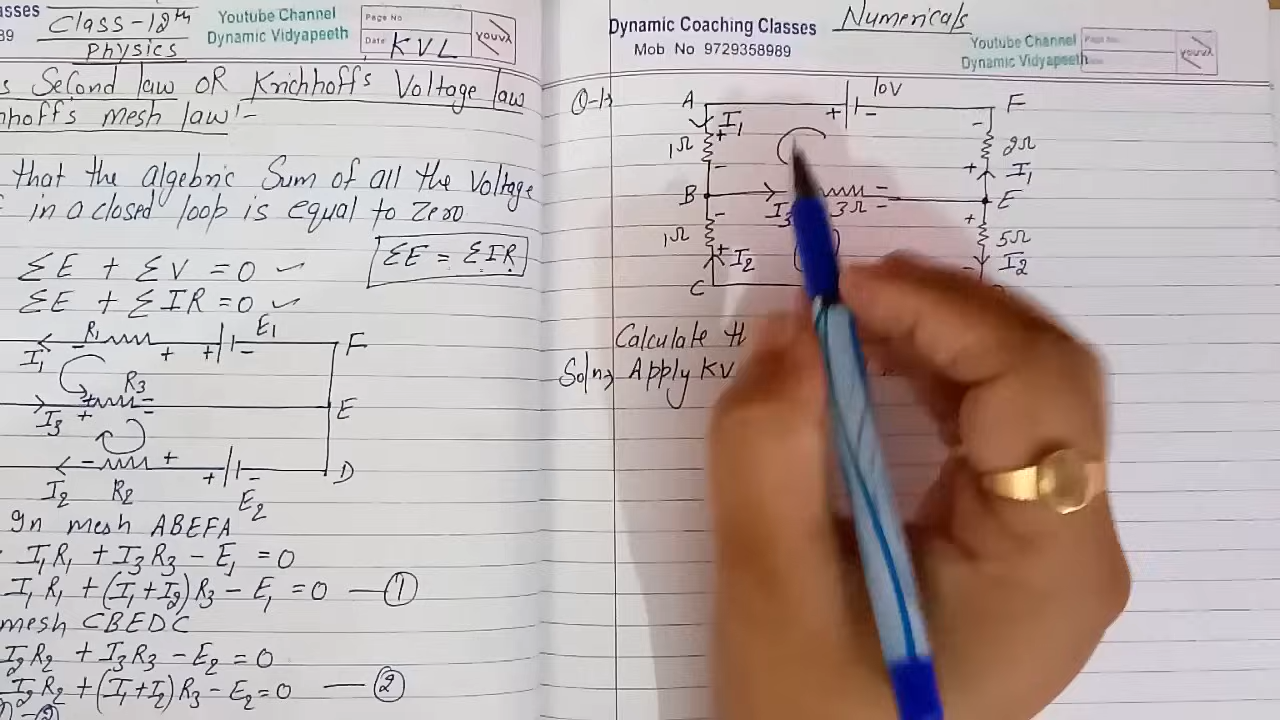 asses
89
Class-12th
Physics
Youtube Channel
Dynamic Vidyapeeth
Page No
Date KVL
youva
s Second law OR Krichhoff's Voltage law
hhoff's mesh law'-
that the algebric Sum of all the Voltage
in a closed loop is equal to Zero
ΣE + ΣV = 0
ΣE + ΣIR = 0
ΣE = ΣIR
R1 + + E1 - F
I1
R3
I3 + E
- + + - D
I2 R2 E2
In mesh ABEFA
I1R1 + I3R3 - E1 = 0
I1R1 + (I1+I2)R3 - E1 = 0 — 1
mesh CBEDC
I2R2 + I3R3 - E2 = 0
I2R2 + (I1+I2)R3 - E2 = 0 — 2
Dynamic Coaching Classes
Mob No 9729358989
Numericals
Youtube Channel
Dynamic Vidyapeeth
Page No
youva
Q-1
A + 10V - F
I1 + 1Ω - 2Ω
- + I1
B I3 3Ω E
1Ω - + 5Ω
+ I2 - I2
C
Calculate
Soln Apply KV